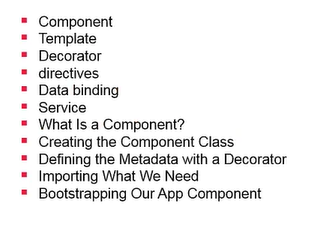 Component
Template
Decorator
directives
Data binding
Service
What Is a Component?
Creating the Component Class
Defining the Metadata with a Decorator
Importing What We Need
Bootstrapping Our App Component